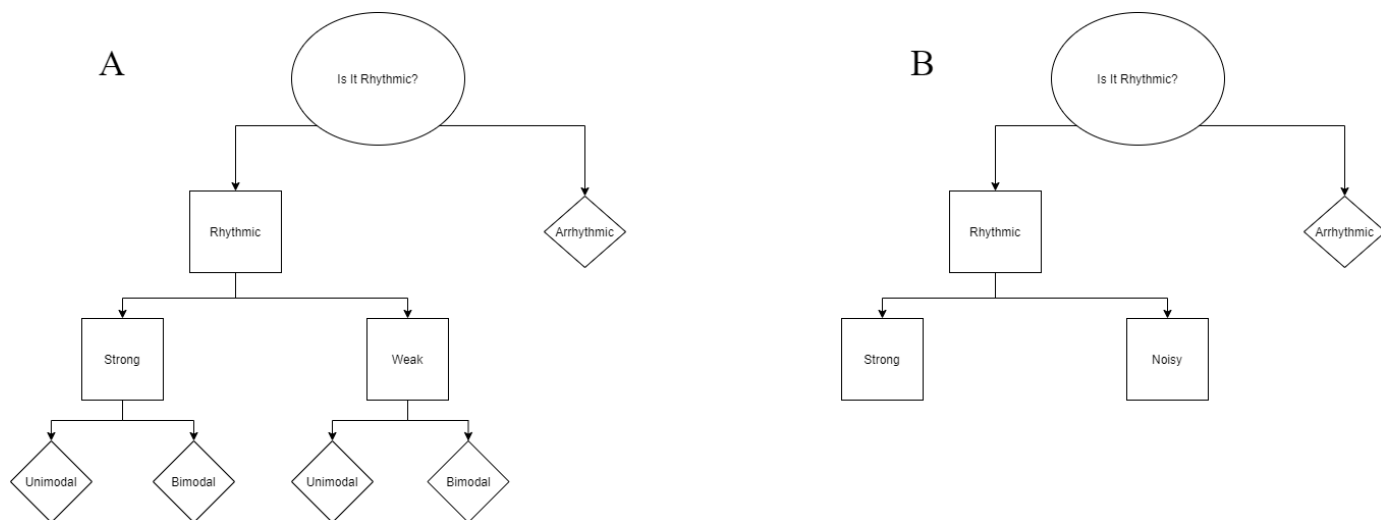 A
Is It Rhythmic?
Rhythmic
Arrhythmic
Strong
Weak
Unimodal
Bimodal
Unimodal
Bimodal
B
Is It Rhythmic?
Rhythmic
Arrhythmic
Strong
Noisy